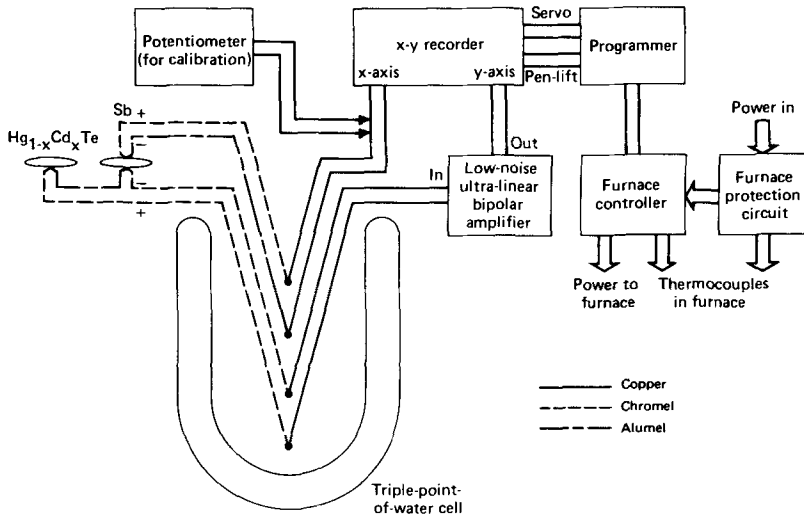 Potentiometer
(for calibration)
x-y recorder
x-axis
y-axis
Servo
Pen-lift
Programmer
Hg1-xCdxTe
Sb
+
−
−
+
In
Out
Low-noise
ultra-linear
bipolar
amplifier
Furnace
controller
Power in
Furnace
protection
circuit
Power to
furnace
Thermocouples
in furnace
Copper
Chromel
Alumel
Triple-point-
of-water cell